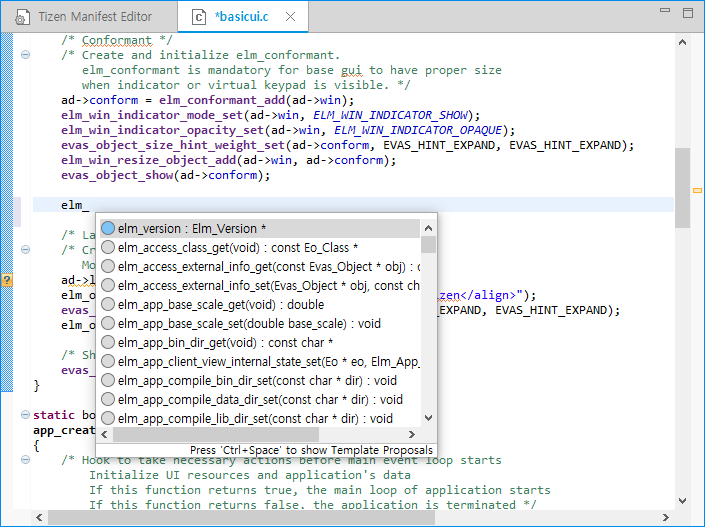 Tizen Manifest Editor
*basicui.c
/* Conformant */
/* Create and initialize elm_conformant.
elm_conformant is mandatory for base gui to have proper size
when indicator or virtual keypad is visible. */
ad->conform = elm_conformant_add(ad->win);
elm_win_indicator_mode_set(ad->win, ELM_WIN_INDICATOR_SHOW);
elm_win_indicator_opacity_set(ad->win, ELM_WIN_INDICATOR_OPAQUE);
evas_object_size_hint_weight_set(ad->conform, EVAS_HINT_EXPAND, EVAS_HINT_EXPAND);
elm_win_resize_object_add(ad->win, ad->conform);
evas_object_show(ad->conform);
elm_
elm_version : Elm_Version *
/* La
elm_access_class_get(void) : const Eo_Class *
/* Cr
elm_access_external_info_get(const Evas_Object * obj) : c
Mo
elm_access_external_info_set(Evas_Object * obj, const ch
ad->l
elm_app_base_scale_get(void) : double
elm_o
zen</align>");
elm_app_base_scale_set(double base_scale) : void
evas_
EXPAND, EVAS_HINT_EXPAND);
elm_app_bin_dir_get(void) : const char *
elm_o
elm_app_client_view_internal_state_set(Eo * eo, Elm_App_
/* Sh
elm_app_compile_bin_dir_set(const char * dir) : void
evas_
elm_app_compile_data_dir_set(const char * dir) : void
}
elm_app_compile_lib_dir_set(const char * dir) : void
static bo
app_creat
Press 'Ctrl+Space' to show Template Proposals
{
/* Hook to take necessary actions before main event loop starts
Initialize UI resources and application's data
If this function returns true, the main loop of application starts
If this function returns false, the application is terminated */